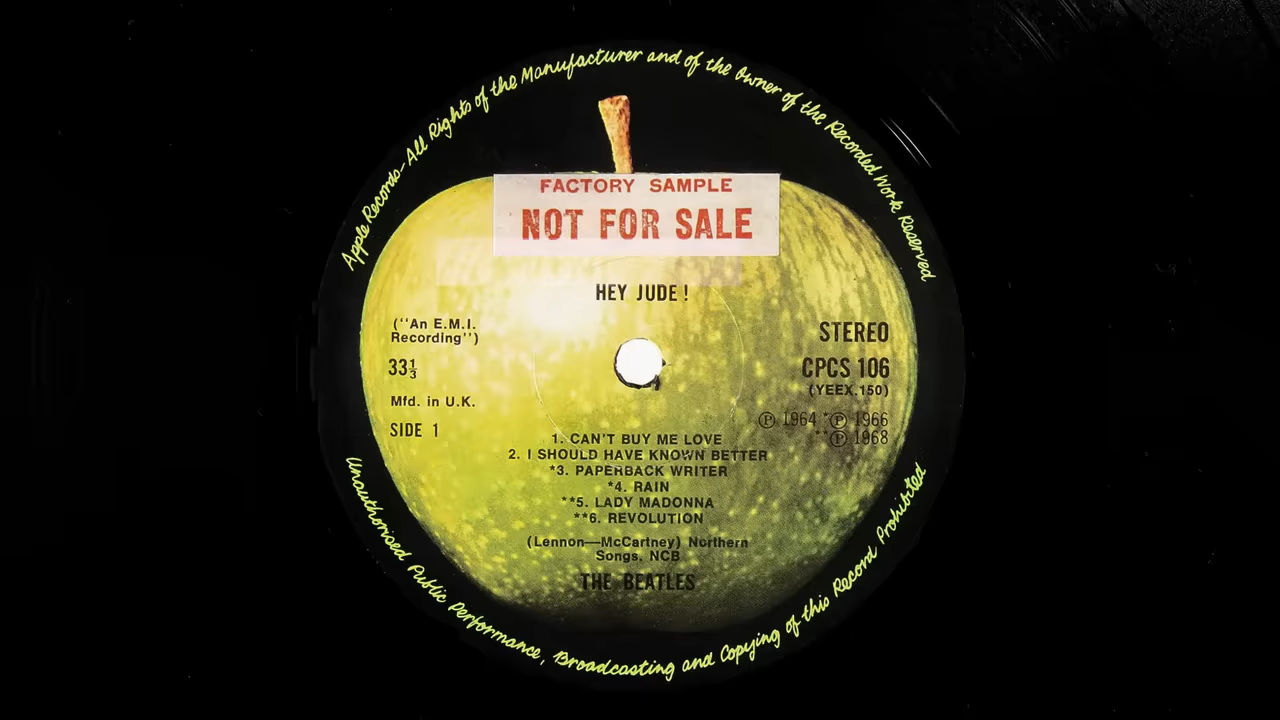 Apple Records–All Rights of the Manufacturer and of the Owner of the Recorded Work Reserved
FACTORY SAMPLE
NOT FOR SALE
HEY JUDE!
(“An E.M.I.
Recording”)
33⅓
Mfd. in U.K.
SIDE 1
STEREO
CPCS 106
(YEEX.150)
Ⓟ 1964 *Ⓟ 1966
**Ⓟ 1968
1. CAN'T BUY ME LOVE
2. I SHOULD HAVE KNOWN BETTER
*3. PAPERBACK WRITER
*4. RAIN
**5. LADY MADONNA
**6. REVOLUTION
(Lennon—McCartney) Northern
Songs. NCB
THE BEATLES
Unauthorised Public Performance, Broadcasting and Copying of this Record Prohibited